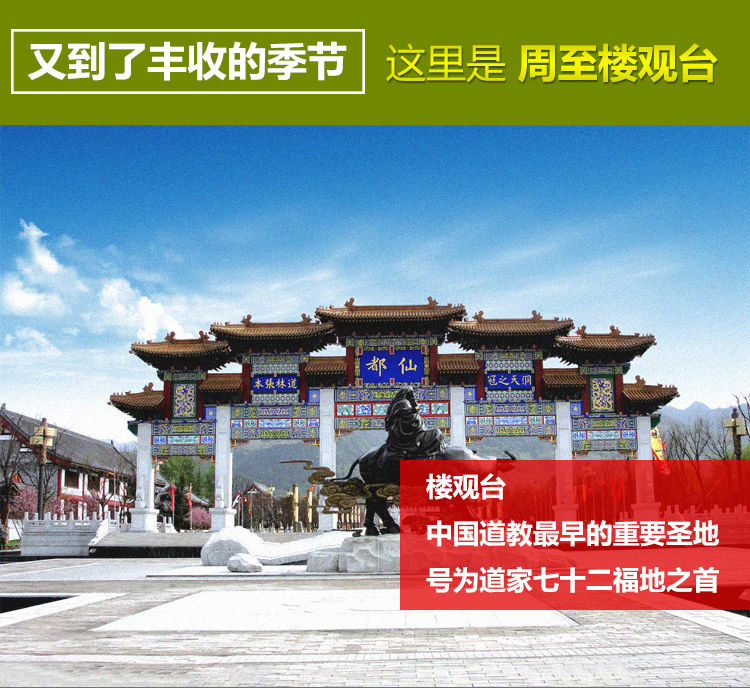 又到了丰收的季节
这里是 周至楼观台
仙都
洞天之冠
道林張本
楼观台
中国道教最早的重要圣地
号为道家七十二福地之首